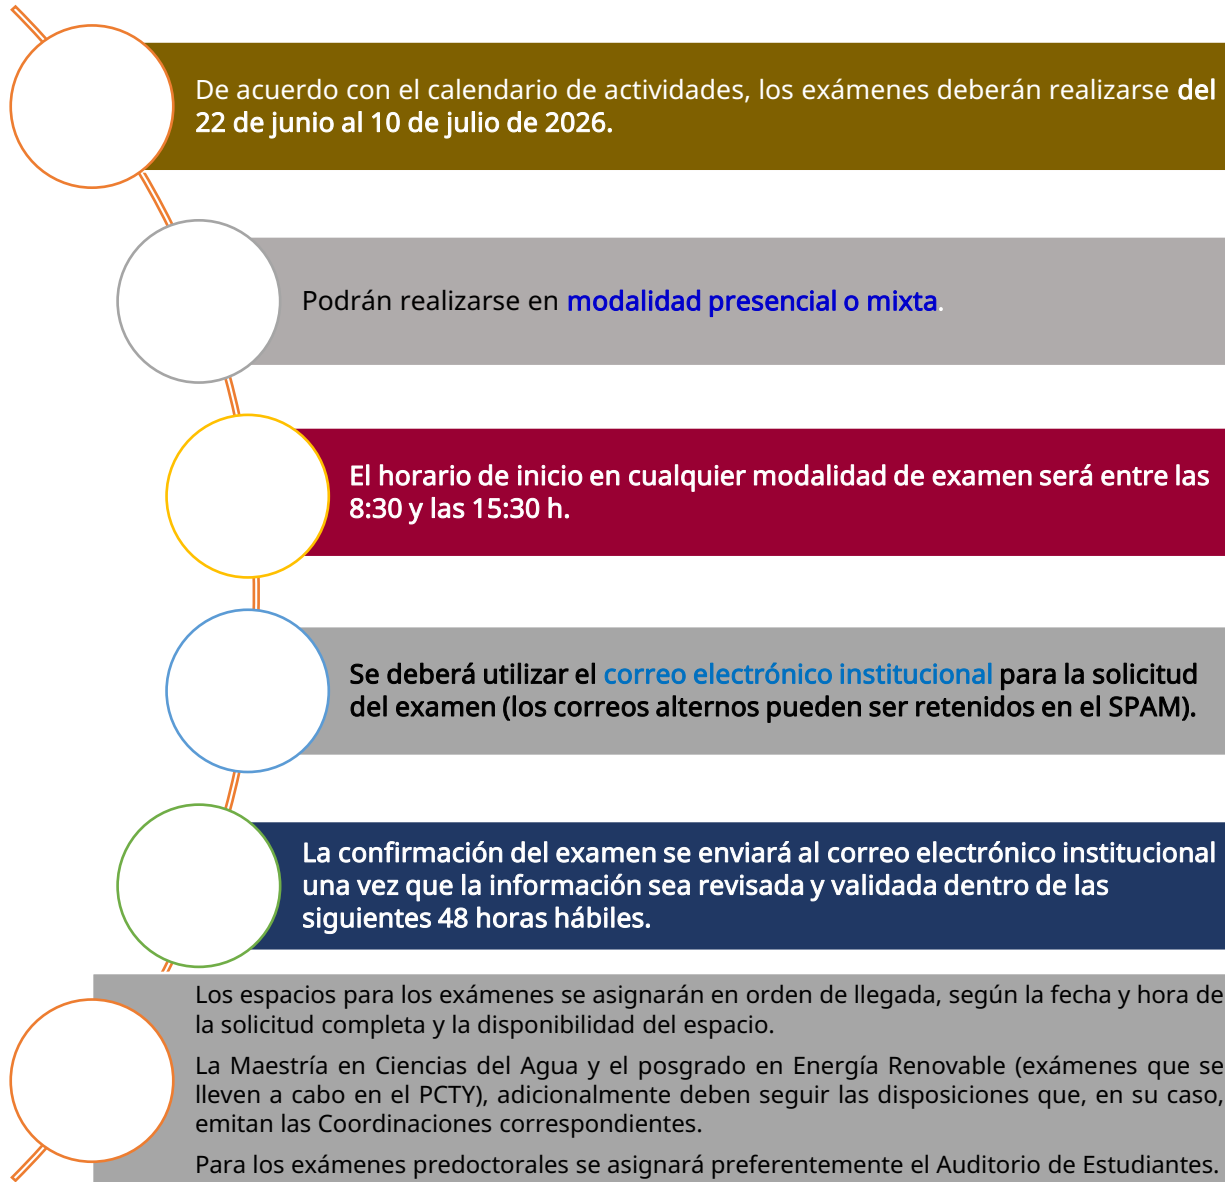 De acuerdo con el calendario de actividades, los exámenes deberán realizarse del
22 de junio al 10 de julio de 2026.
Podrán realizarse en modalidad presencial o mixta.
El horario de inicio en cualquier modalidad de examen será entre las
8:30 y las 15:30 h.
Se deberá utilizar el correo electrónico institucional para la solicitud
del examen (los correos alternos pueden ser retenidos en el SPAM).
La confirmación del examen se enviará al correo electrónico institucional
una vez que la información sea revisada y validada dentro de las
siguientes 48 horas hábiles.
Los espacios para los exámenes se asignarán en orden de llegada, según la fecha y hora de
la solicitud completa y la disponibilidad del espacio.
La Maestría en Ciencias del Agua y el posgrado en Energía Renovable (exámenes que se
lleven a cabo en el PCTY), adicionalmente deben seguir las disposiciones que, en su caso,
emitan las Coordinaciones correspondientes.
Para los exámenes predoctorales se asignará preferentemente el Auditorio de Estudiantes.